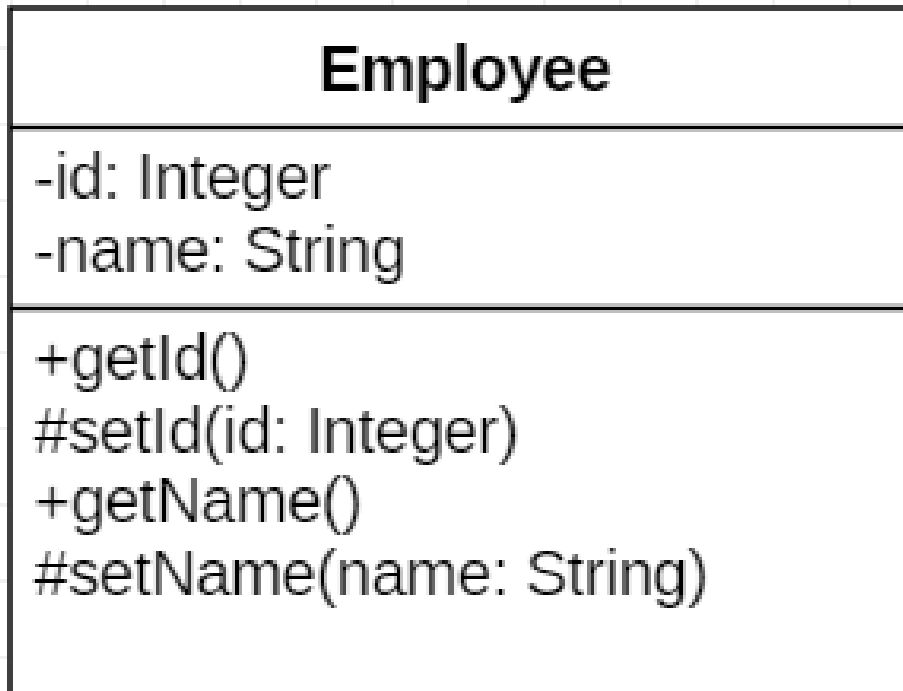 Employee
-id: Integer
-name: String
+getId()
#setId(id: Integer)
+getName()
#setName(name: String)